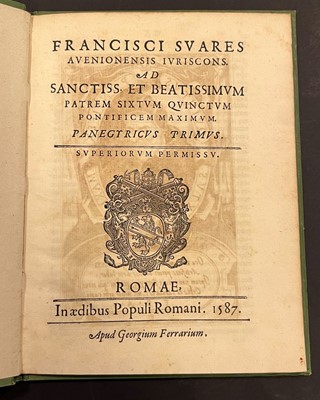 FRANCISCI SVARES
AVENIONENSIS IVRISCONS.
AD
SANCTISS. ET BEATISSIMVM
PATREM SIXTVM QVINCTVM
PONTIFICEM MAXIMVM.
PANEGYRICVS PRIMVS.
SVPERIORVM PERMISSV.
ROMAE,
In ædibus Populi Romani. 1587.
Apud Georgium Ferrarium.